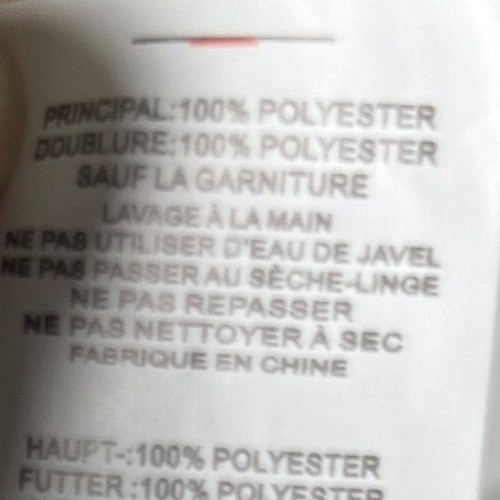 PRINCIPAL:100% POLYESTER
DOUBLURE:100% POLYESTER
SAUF LA GARNITURE
LAVAGE À LA MAIN
NE PAS UTILISER D'EAU DE JAVEL
NE PAS PASSER AU SÈCHE-LINGE
NE PAS REPASSER
NE PAS NETTOYER À SEC
FABRIQUE EN CHINE
HAUPT-:100% POLYESTER
FUTTER:100% POLYESTER